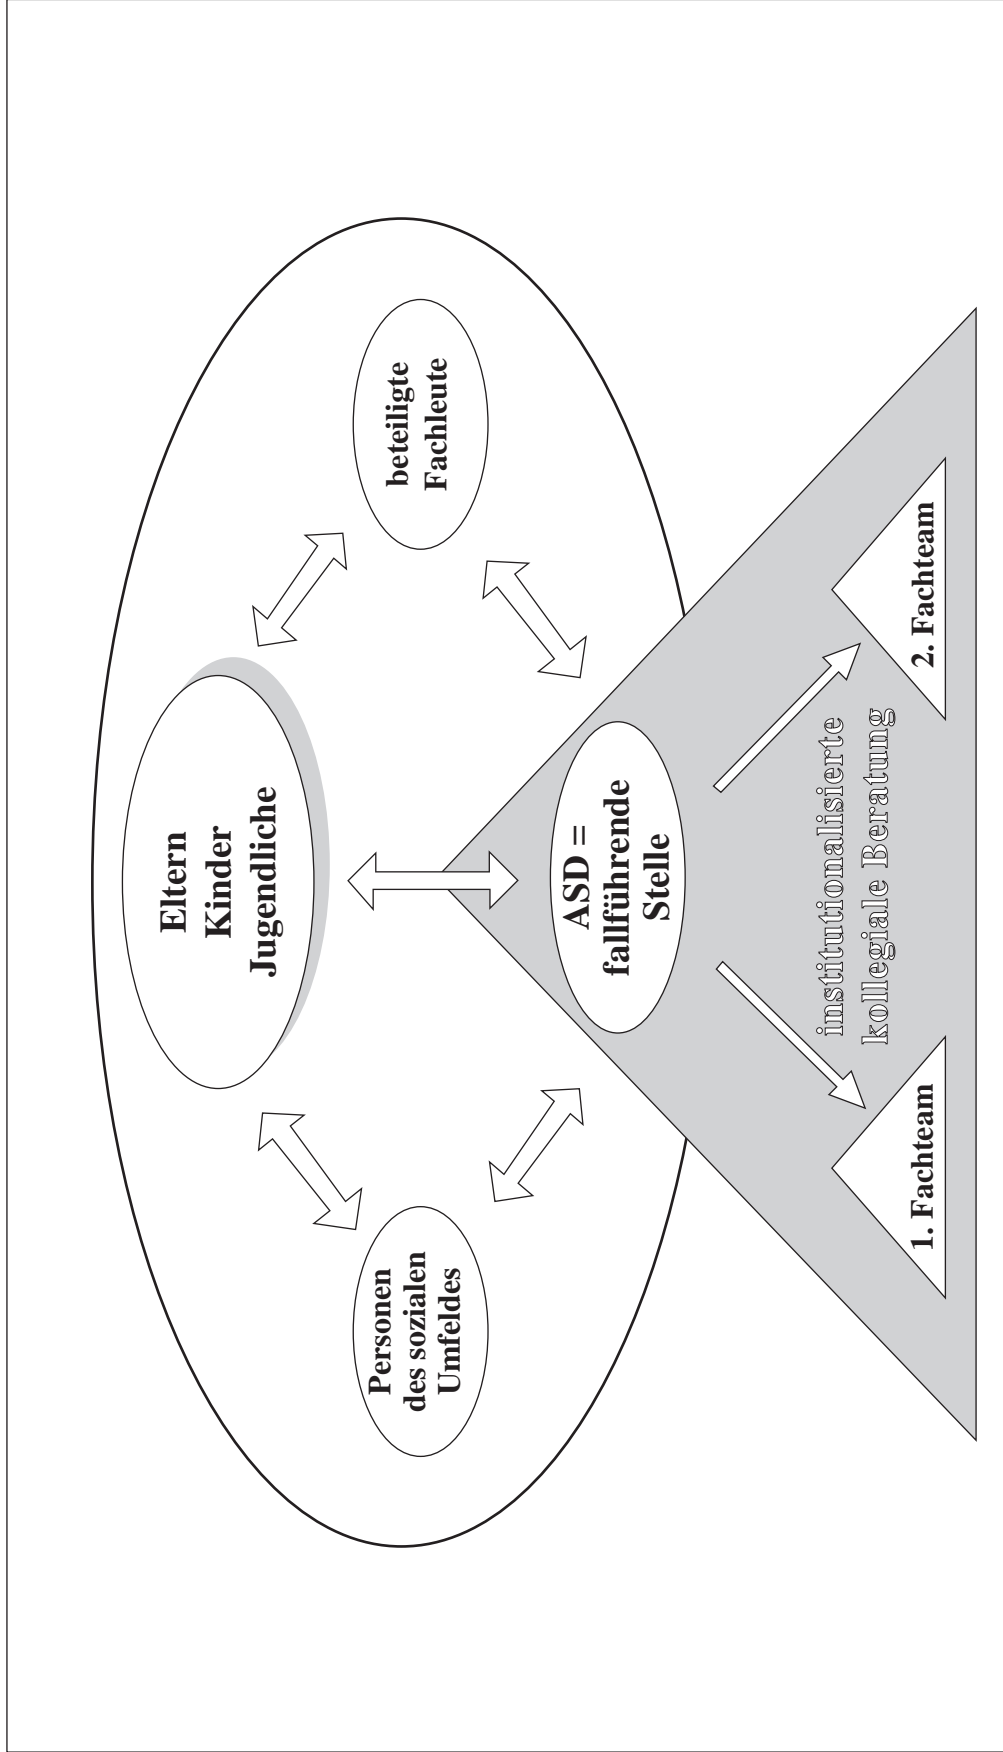 Eltern
Kinder
Jugendliche
Personen
des sozialen
Umfeldes
beteiligte
Fachleute
ASD =
fallführende
Stelle
institutionalisierte
kollegiale Beratung
1. Fachteam
2. Fachteam